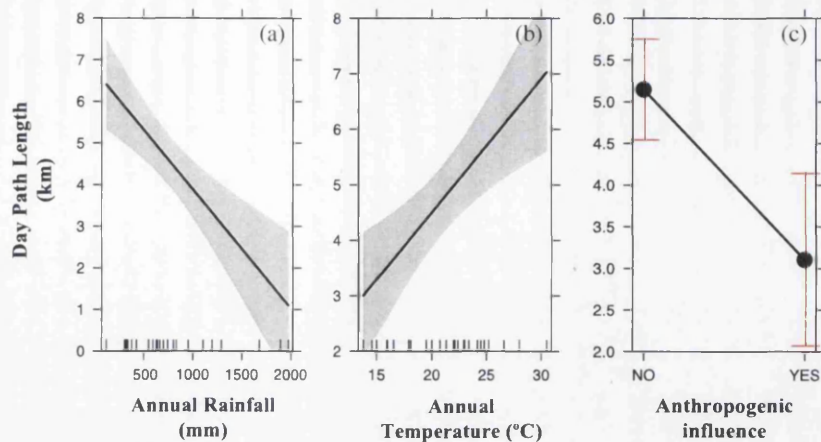 Day Path Length
(km)
8
7
6
5
4
3
2
1
0
(a)
500
1000
1500
2000
Annual Rainfall
(mm)
8
7
6
5
4
3
2
(b)
15
20
25
30
Annual
Temperature (ºC)
6.0
5.5
5.0
4.5
4.0
3.5
3.0
2.5
2.0
(c)
NO
YES
Anthropogenic
influence